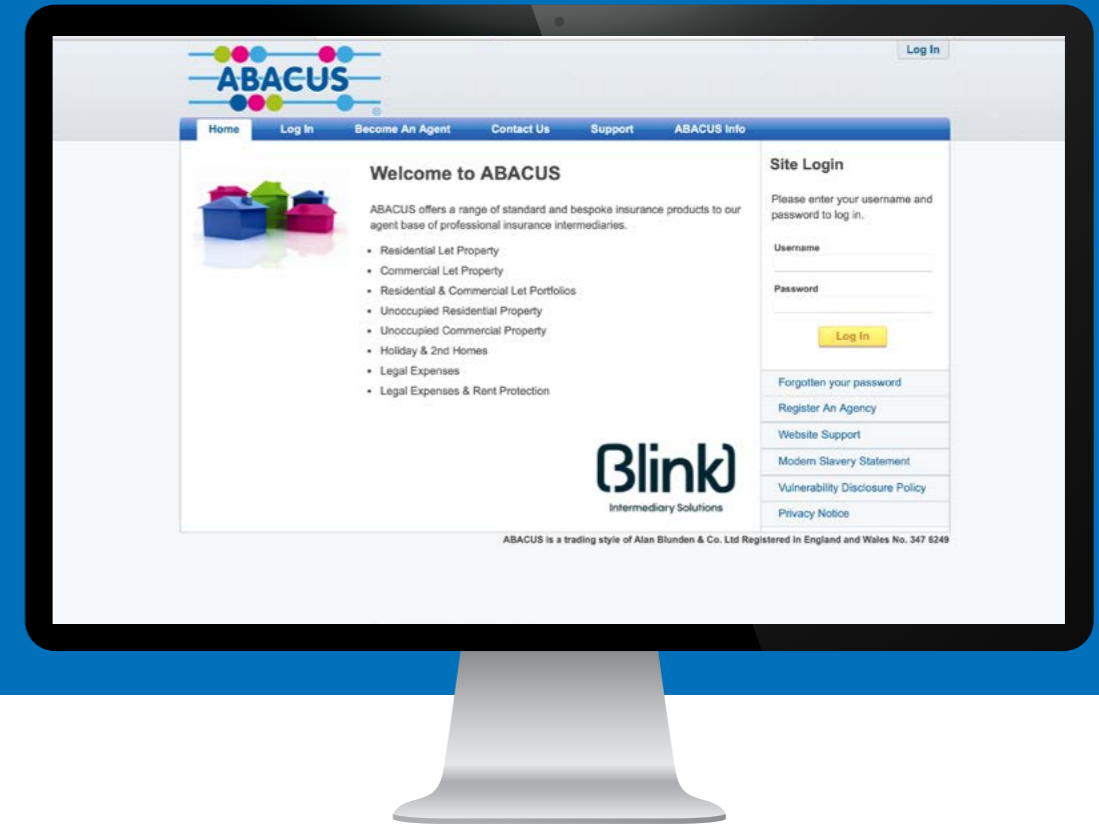 Log In
ABACUS
®
Home Log In Become An Agent Contact Us Support ABACUS Info
Welcome to ABACUS
ABACUS offers a range of standard and bespoke insurance products to our
agent base of professional insurance intermediaries.
• Residential Let Property
• Commercial Let Property
• Residential & Commercial Let Portfolios
• Unoccupied Residential Property
• Unoccupied Commercial Property
• Holiday & 2nd Homes
• Legal Expenses
• Legal Expenses & Rent Protection
Blink
Intermediary Solutions
Site Login
Please enter your username and
password to log in.
Username
Password
Log In
Forgotten your password
Register An Agency
Website Support
Modern Slavery Statement
Vulnerability Disclosure Policy
Privacy Notice
ABACUS is a trading style of Alan Blunden & Co. Ltd Registered in England and Wales No. 347 6249